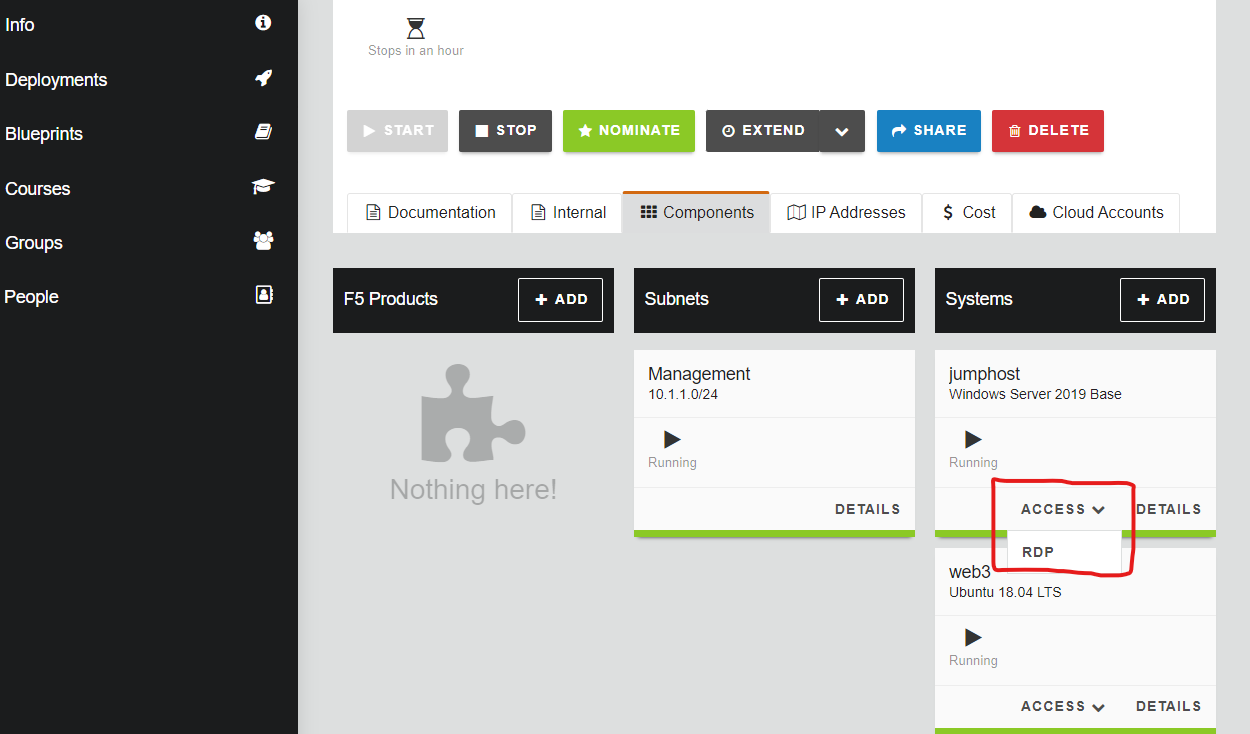 Info
Deployments
Blueprints
Courses
Groups
People
Stops in an hour
START STOP NOMINATE EXTEND SHARE DELETE
Documentation Internal Components IP Addresses $ Cost Cloud Accounts
F5 Products + ADD
Nothing here!
Subnets + ADD
Management
10.1.1.0/24
Running
DETAILS
Systems + ADD
jumphost
Windows Server 2019 Base
Running
ACCESS DETAILS
RDP
web3
Ubuntu 18.04 LTS
Running
ACCESS DETAILS